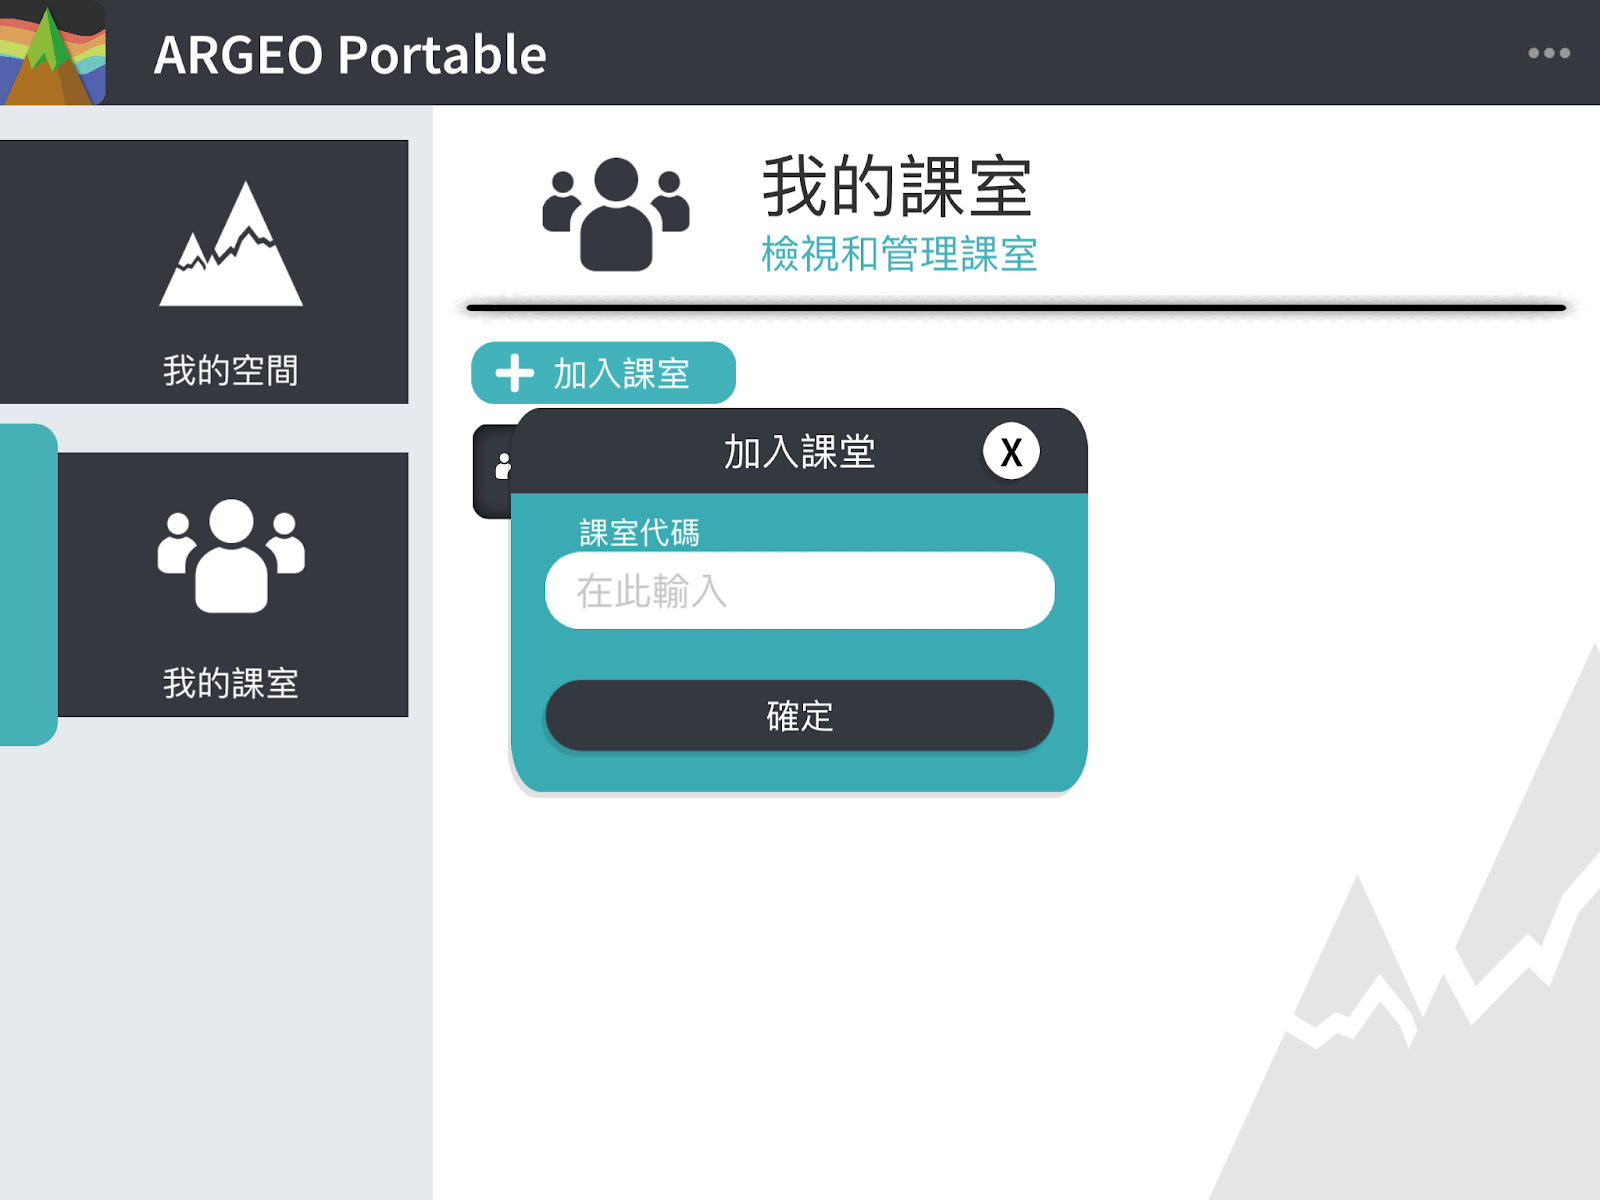 ARGEO Portable
我的空間
我的課室
我的課室
檢視和管理課室
加入課室
加入課堂
X
課室代碼
在此輸入
確定